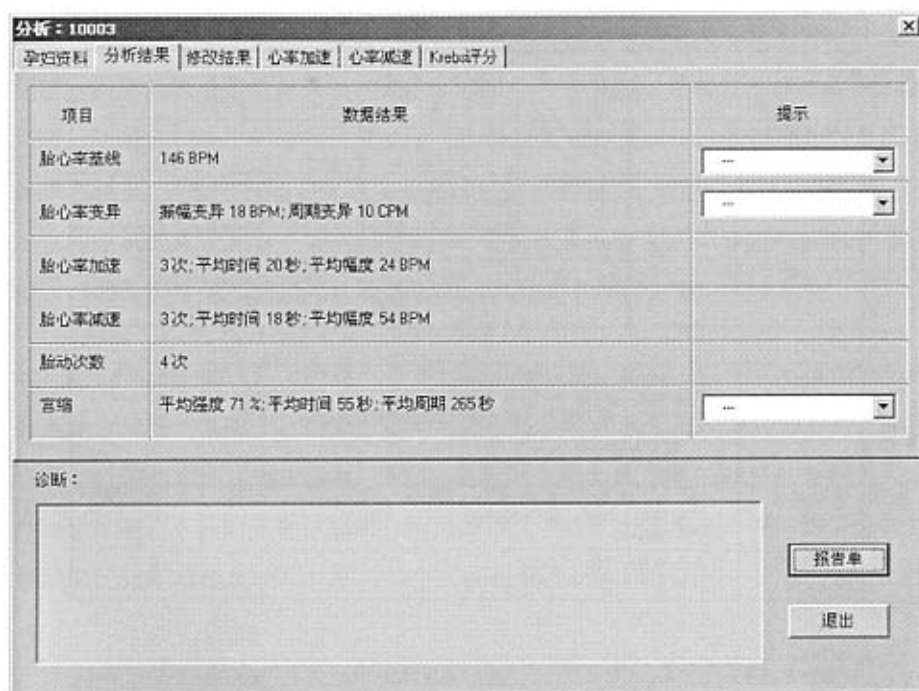 分析：10003
孕妇资料 分析结果 修改结果 心率加速 心率减速 Krebs评分
项目 数据结果 提示
胎心率基线 146 BPM ---
胎心率变异 振幅变异 18 BPM; 周期变异 10 CPM ---
胎心率加速 3次; 平均时间 20秒; 平均幅度 24 BPM
胎心率减速 3次; 平均时间 18秒; 平均幅度 54 BPM
胎动次数 4次
宫缩 平均强度 71 %; 平均时间 55秒; 平均周期 265秒 ---
诊断：
报告单
退出